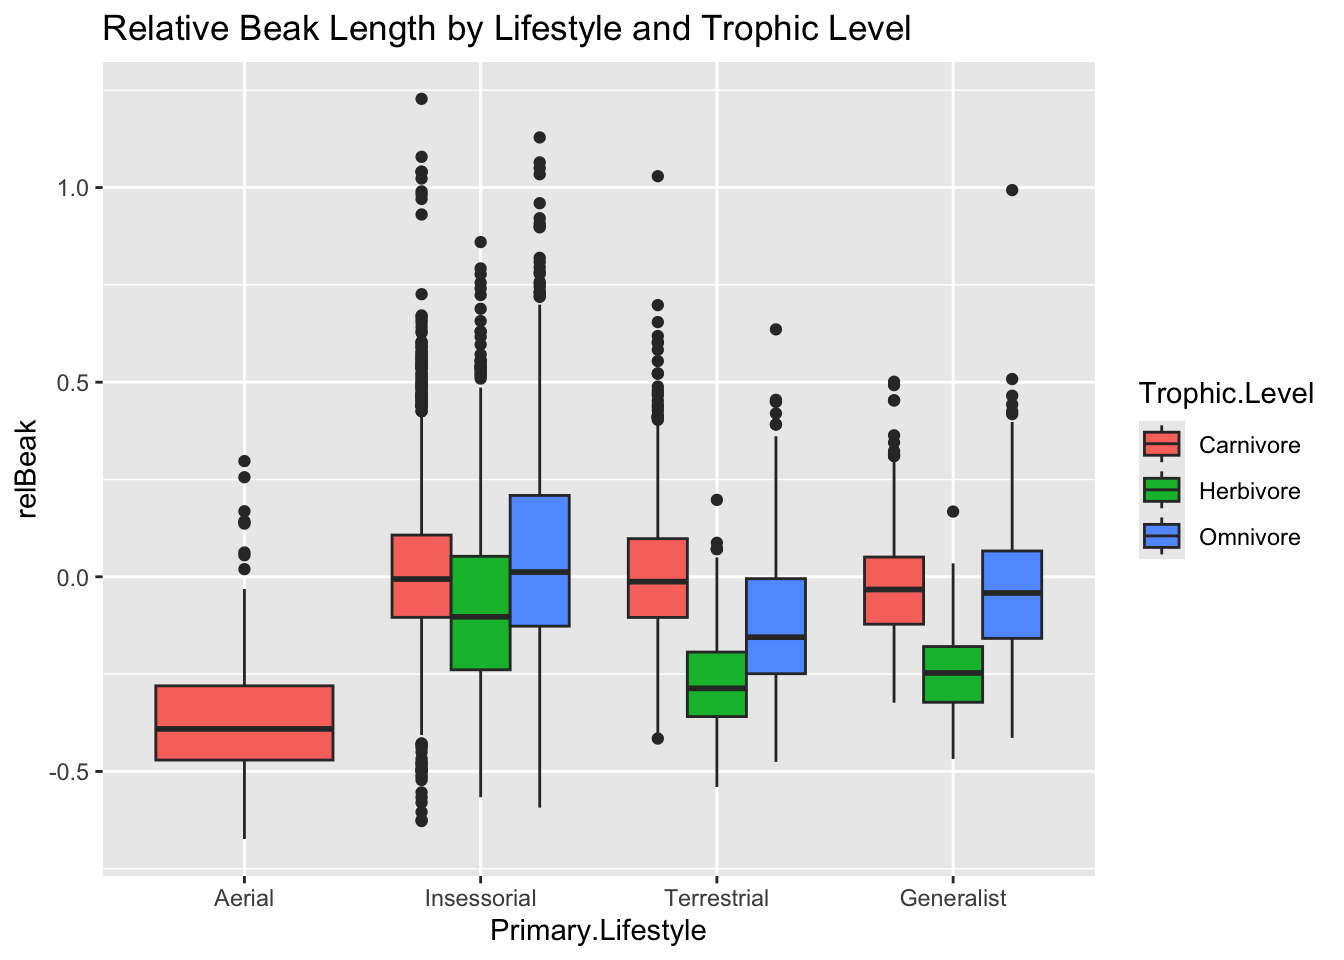 Relative Beak Length by Lifestyle and Trophic Level
relBeak
1.0
0.5
0.0
-0.5
Aerial
Insessorial
Terrestrial
Generalist
Primary.Lifestyle
Trophic.Level
Carnivore
Herbivore
Omnivore